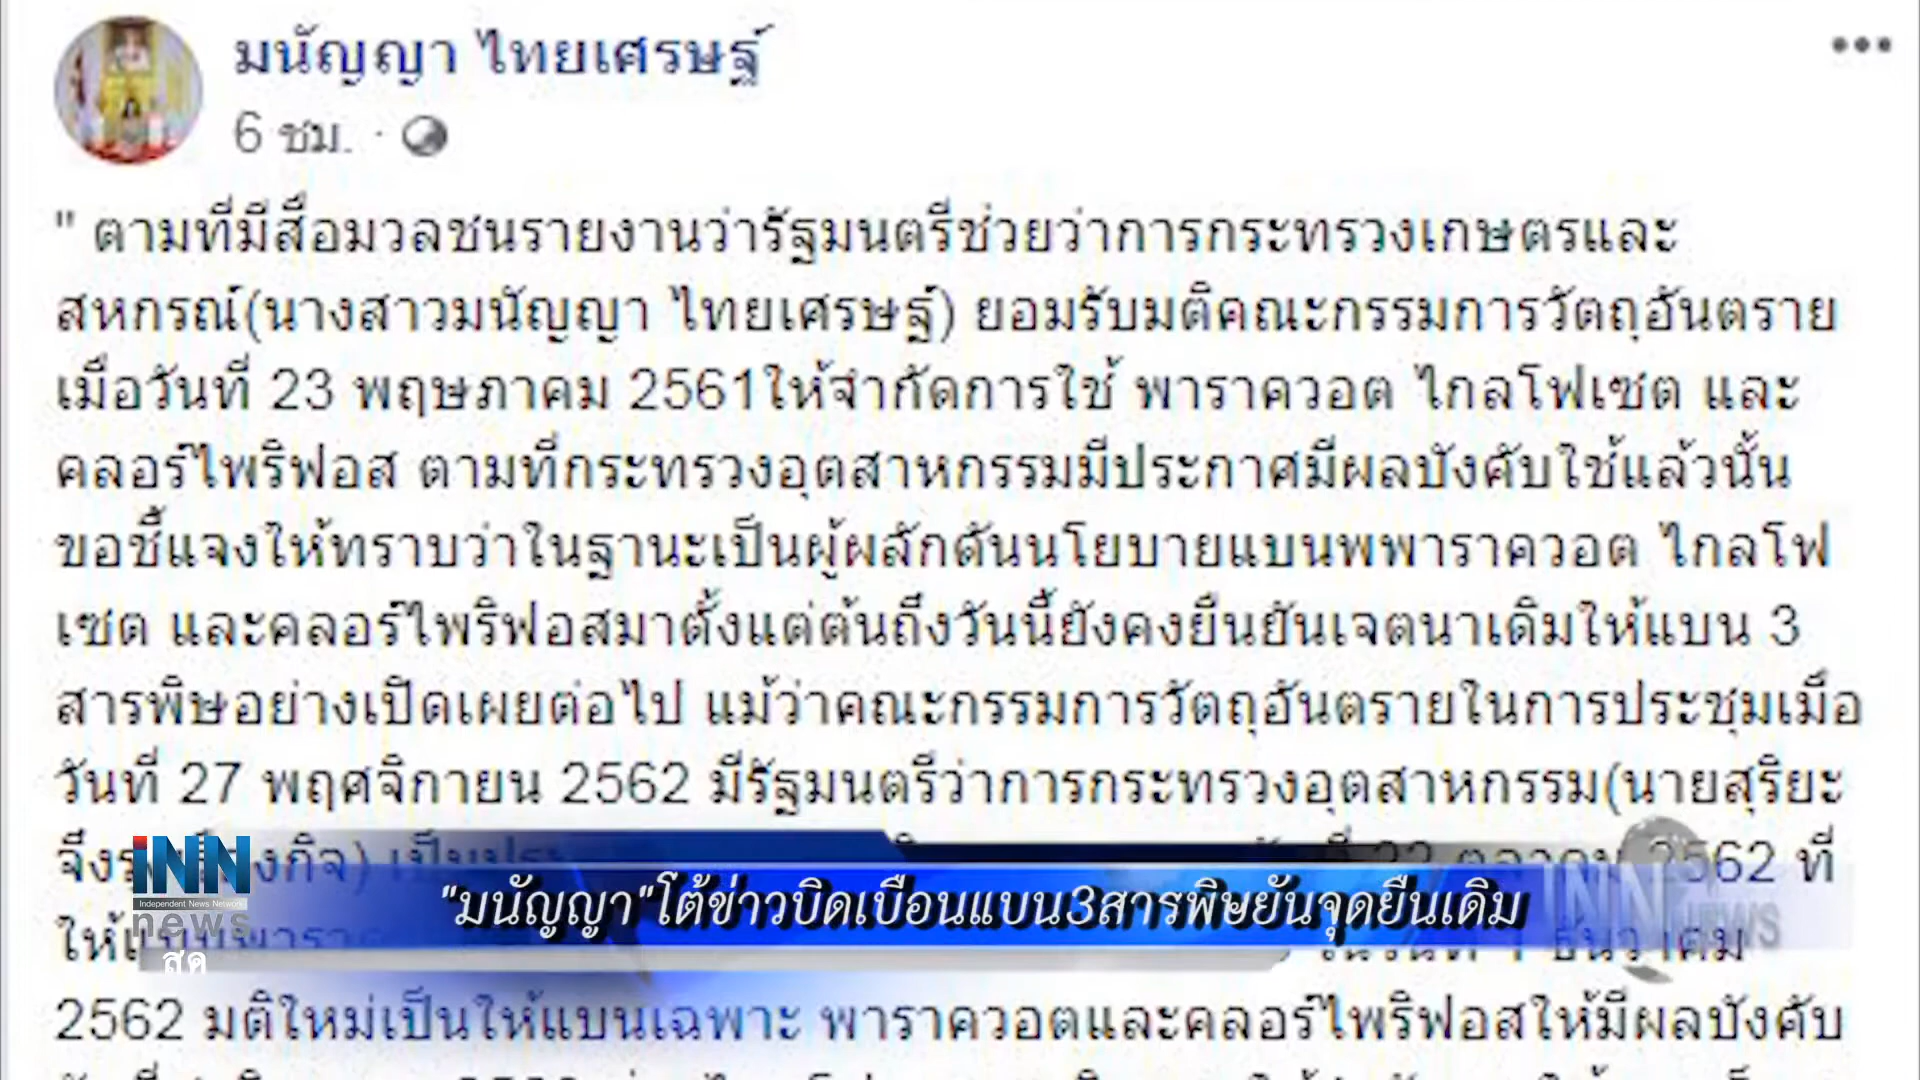 มนัญญา ไทยเศรษฐ์
6 ชม. ·
" ตามที่มีสื่อมวลชนรายงานว่ารัฐมนตรีช่วยว่าการกระทรวงเกษตรและ
สหกรณ์(นางสาวมนัญญา ไทยเศรษฐ์) ยอมรับมติคณะกรรมการวัตถุอันตราย
เมื่อวันที่ 23 พฤษภาคม 2561ให้จำกัดการใช้ พาราควอต ไกลโฟเซต และ
คลอร์ไพริฟอส ตามที่กระทรวงอุตสาหกรรมมีประกาศมีผลบังคับใช้แล้วนั้น
ขอชี้แจงให้ทราบว่าในฐานะเป็นผู้ผลักดันนโยบายแบนพพาราควอต ไกลโฟ
เซต และคลอร์ไพริฟอสมาตั้งแต่ต้นถึงวันนี้ยังคงยืนยันเจตนาเดิมให้แบน 3
สารพิษอย่างเปิดเผยต่อไป แม้ว่าคณะกรรมการวัตถุอันตรายในการประชุมเมื่อ
วันที่ 27 พฤศจิกายน 2562 มีรัฐมนตรีว่าการกระทรวงอุตสาหกรรม(นายสุริยะ
22 ตุลาคม 2562 ที่
iNN
Independent News Network
news
"มนัญญา"โต้ข่าวบิดเบือนแบน3สารพิษยันจุดยืนเดิม
INN NEWS
ธันวาคม
สค
2562 มติใหม่เป็นให้แบนเฉพาะ พาราควอตและคลอร์ไพริฟอสให้มีผลบังคับ